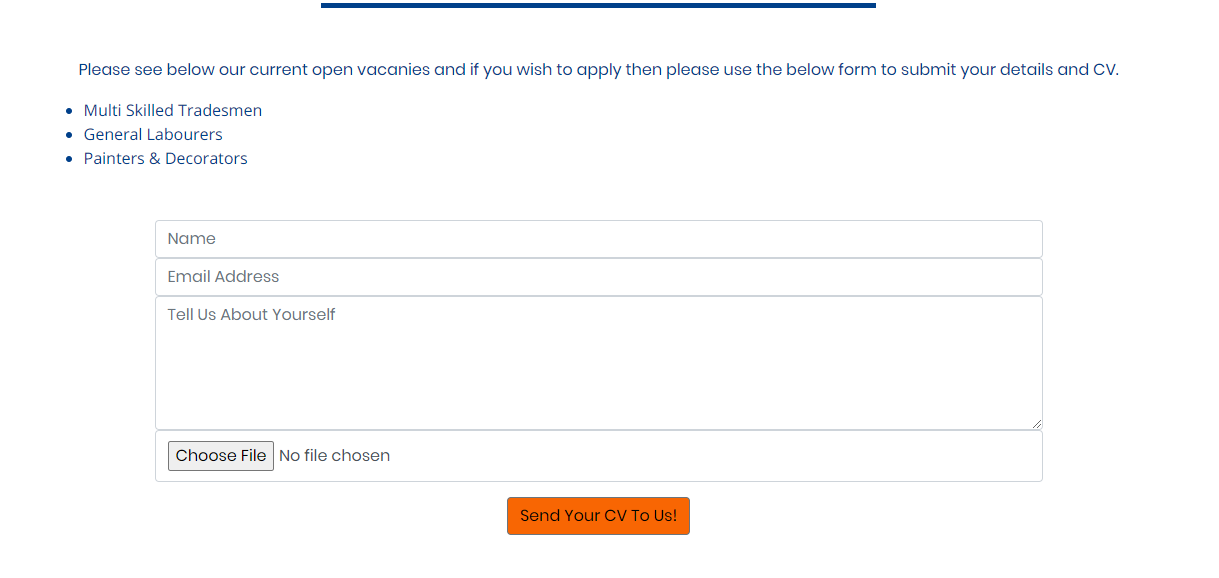 Please see below our current open vacanies and if you wish to apply then please use the below form to submit your details and CV.
Multi Skilled Tradesmen
General Labourers
Painters & Decorators
Name
Email Address
Tell Us About Yourself
Choose File No file chosen
Send Your CV To Us!